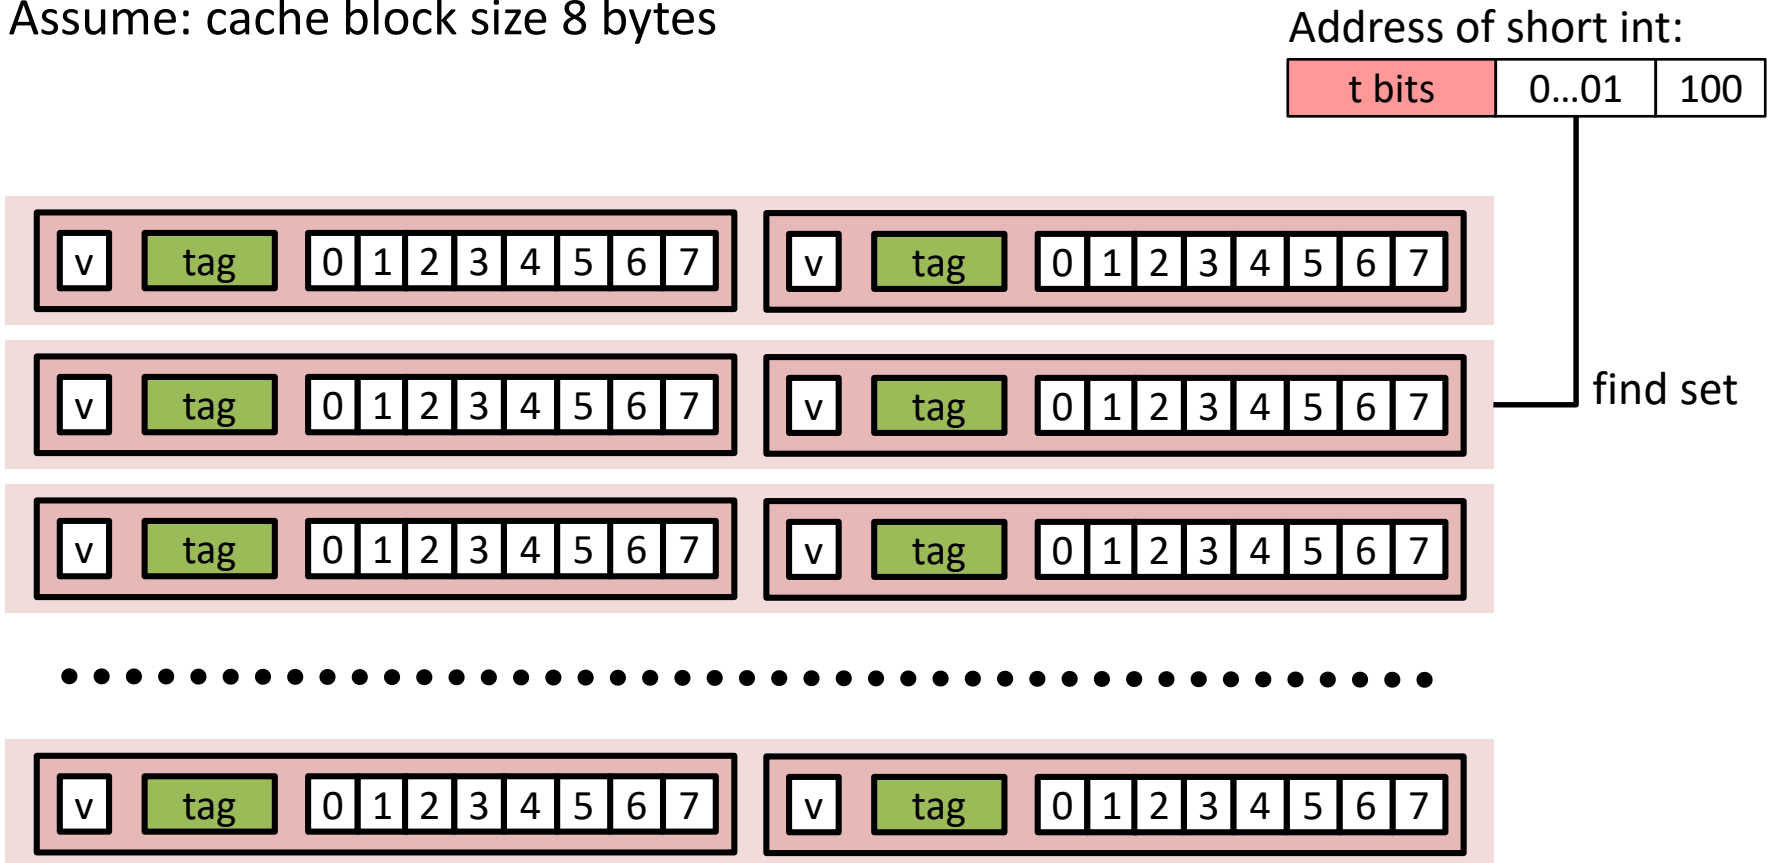 Assume: cache block size 8 bytes
Address of short int:
t bits 0...01 100
v tag 0 1 2 3 4 5 6 7 v tag 0 1 2 3 4 5 6 7
v tag 0 1 2 3 4 5 6 7 v tag 0 1 2 3 4 5 6 7
find set
v tag 0 1 2 3 4 5 6 7 v tag 0 1 2 3 4 5 6 7
v tag 0 1 2 3 4 5 6 7 v tag 0 1 2 3 4 5 6 7